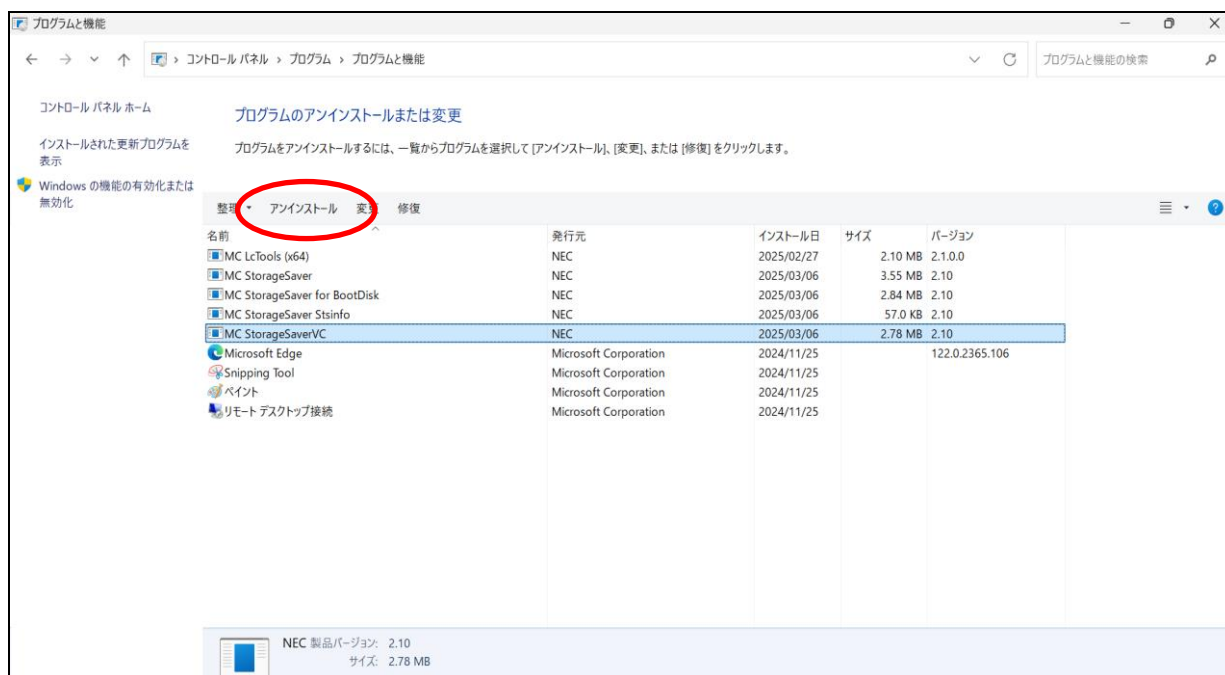 プログラムと機能
コントロール パネル › プログラム › プログラムと機能
プログラムと機能の検索
コントロール パネル ホーム
インストールされた更新プログラムを
表示
Windows の機能の有効化または
無効化
プログラムのアンインストールまたは変更
プログラムをアンインストールするには、一覧からプログラムを選択して [アンインストール]、[変更]、または [修復] をクリックします。
整理 アンインストール 変更 修復
名前 発行元 インストール日 サイズ バージョン
MC LcTools (x64) NEC 2025/02/27 2.10 MB 2.1.0.0
MC StorageSaver NEC 2025/03/06 3.55 MB 2.10
MC StorageSaver for BootDisk NEC 2025/03/06 2.84 MB 2.10
MC StorageSaver Stsinfo NEC 2025/03/06 57.0 KB 2.10
MC StorageSaverVC NEC 2025/03/06 2.78 MB 2.10
Microsoft Edge Microsoft Corporation 2024/11/25 122.0.2365.106
Snipping Tool Microsoft Corporation 2024/11/25
ペイント Microsoft Corporation 2024/11/25
リモート デスクトップ接続 Microsoft Corporation 2024/11/25
NEC 製品バージョン: 2.10
サイズ: 2.78 MB